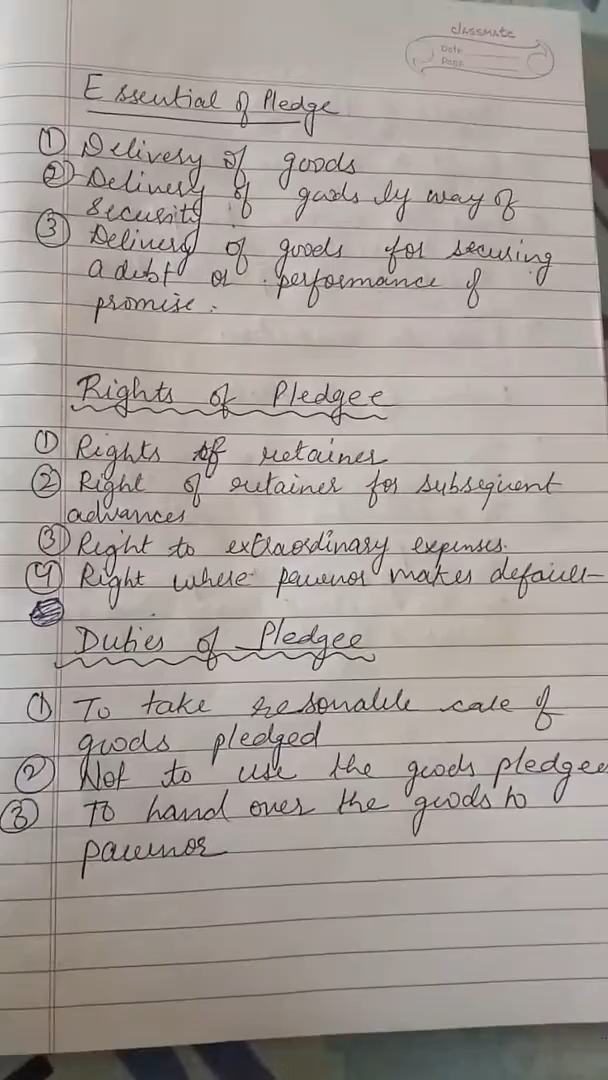 classmate
Date
Page
Essential of Pledge
① Delivery of goods
② Delivery of goods by way of
security
③ Delivery of goods for securing
a debt or performance of
promise.
Rights of Pledgee
① Rights of retainer
② Right of retainer for subsequent
advances
③ Right to extraordinary expenses.
④ Right where pawnor makes default
Duties of Pledgee
① To take resonable care of
goods pledged
② Not to use the goods pledged
③ To hand over the goods to
pawnor